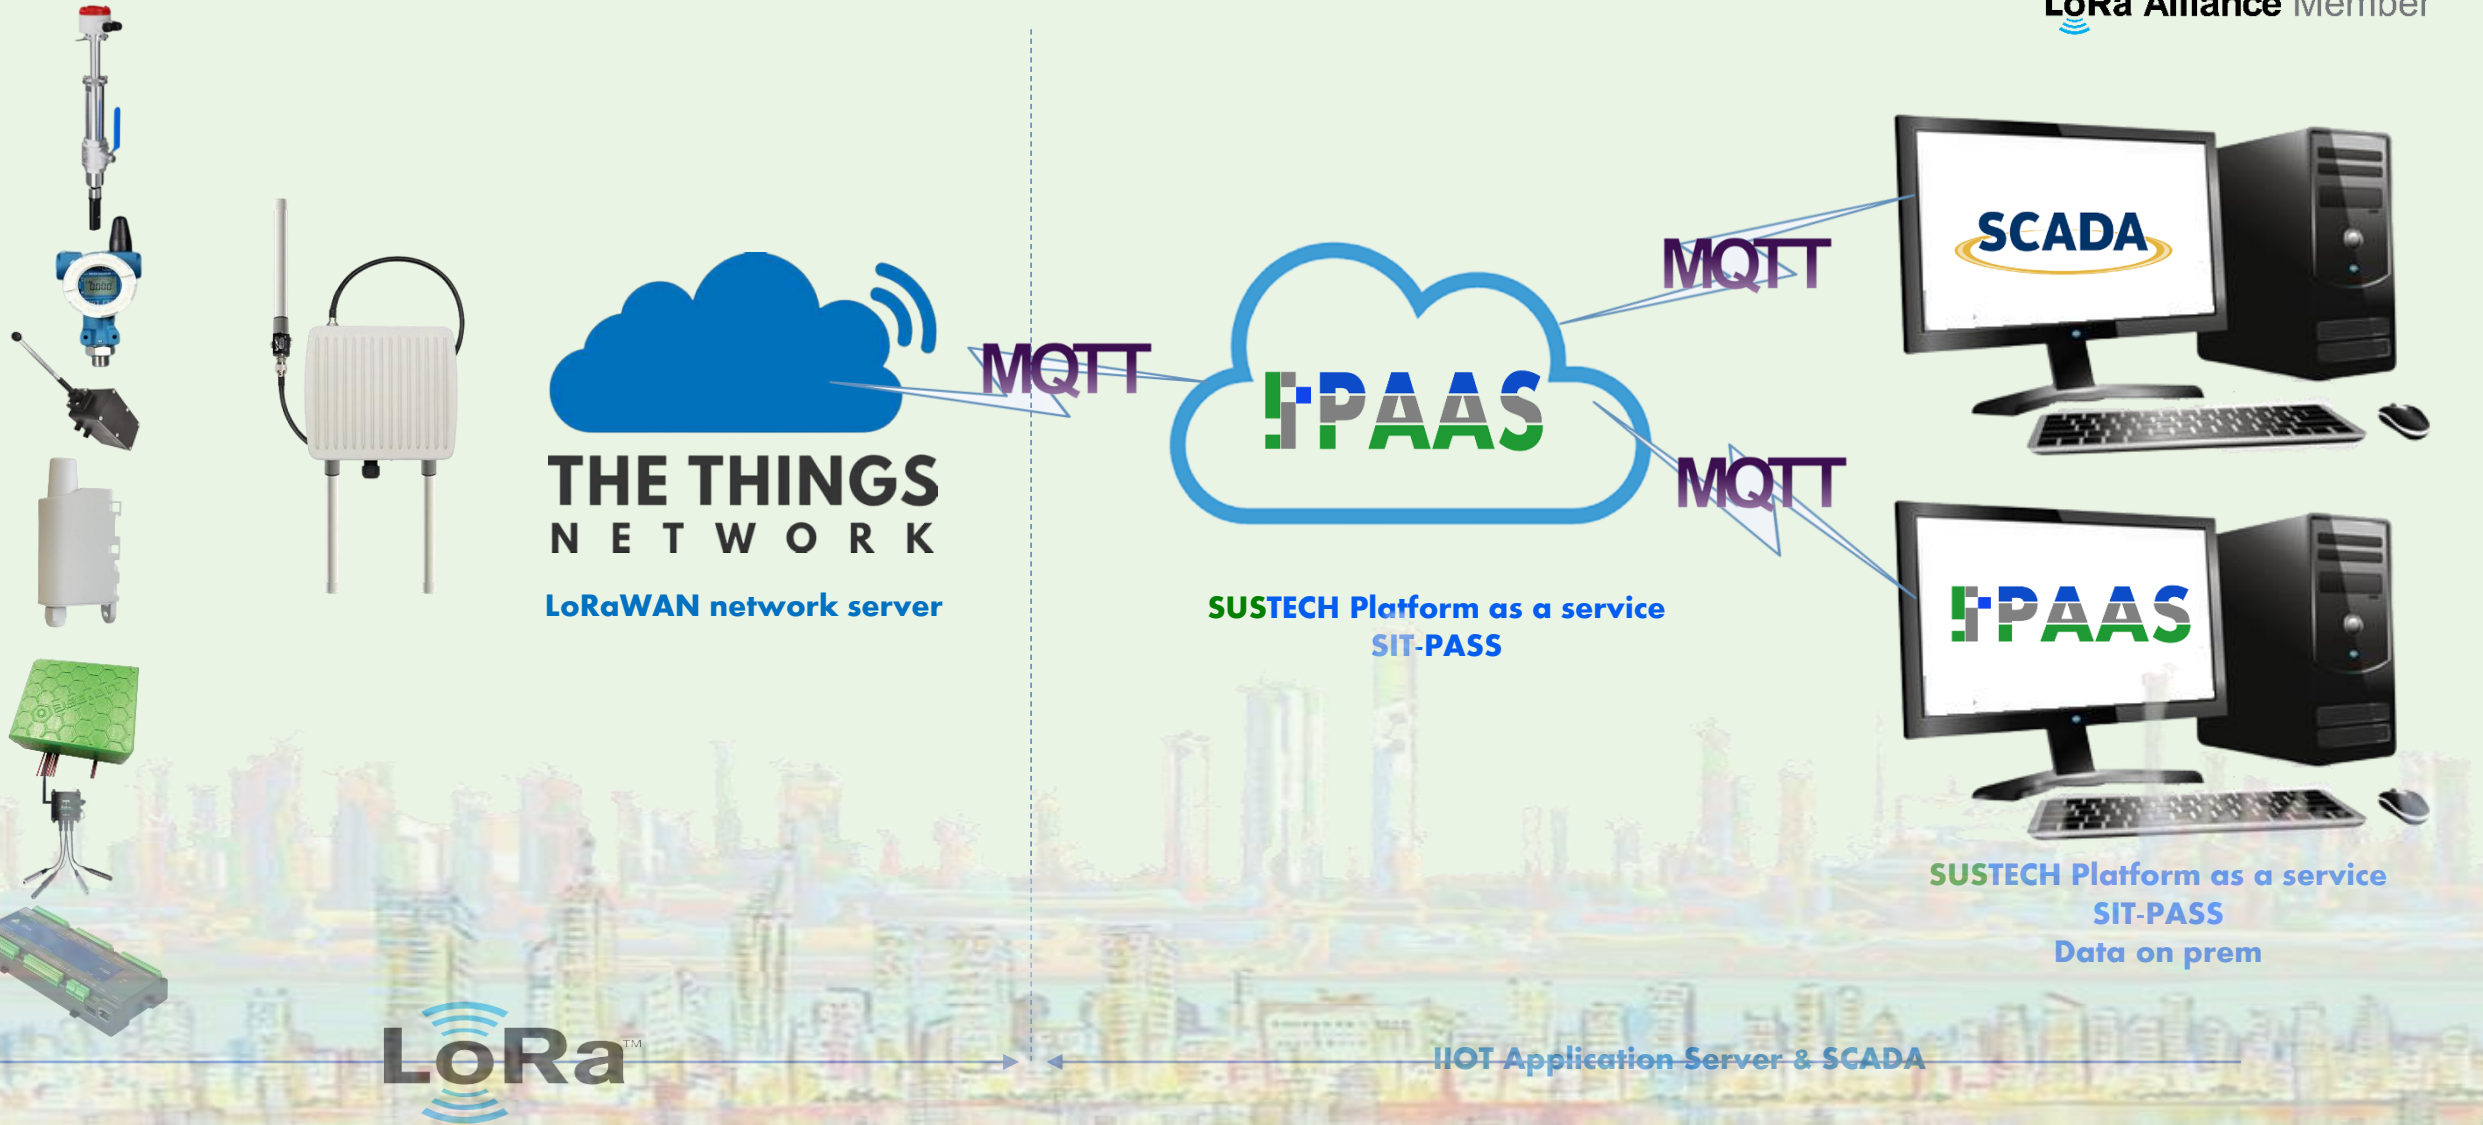 LoRa Alliance Member
SCADA
MQTT
MQTT
PAAS
THE THINGS
NETWORK
LoRaWAN network server
SUSTECH Platform as a service
SIT-PASS
MQTT
PAAS
SUSTECH Platform as a service
SIT-PASS
Data on prem
LoRa™
IIOT Application Server & SCADA